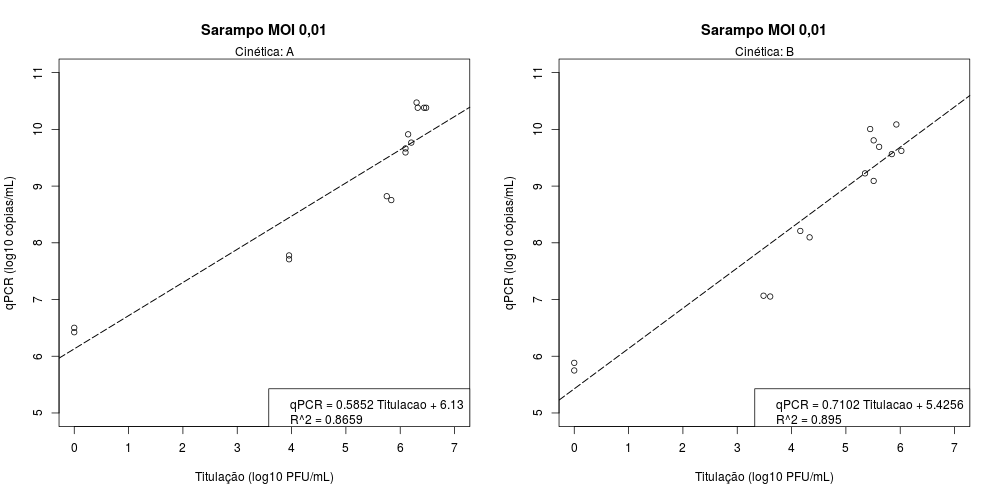 Sarampo MOI 0,01
Cinética: A
qPCR (log10 cópias/mL)
11
10
9
8
7
6
5
qPCR = 0.5852 Titulacao + 6.13
R^2 = 0.8659
0 1 2 3 4 5 6 7
Titulação (log10 PFU/mL)
Sarampo MOI 0,01
Cinética: B
qPCR (log10 cópias/mL)
11
10
9
8
7
6
5
qPCR = 0.7102 Titulacao + 5.4256
R^2 = 0.895
0 1 2 3 4 5 6 7
Titulação (log10 PFU/mL)